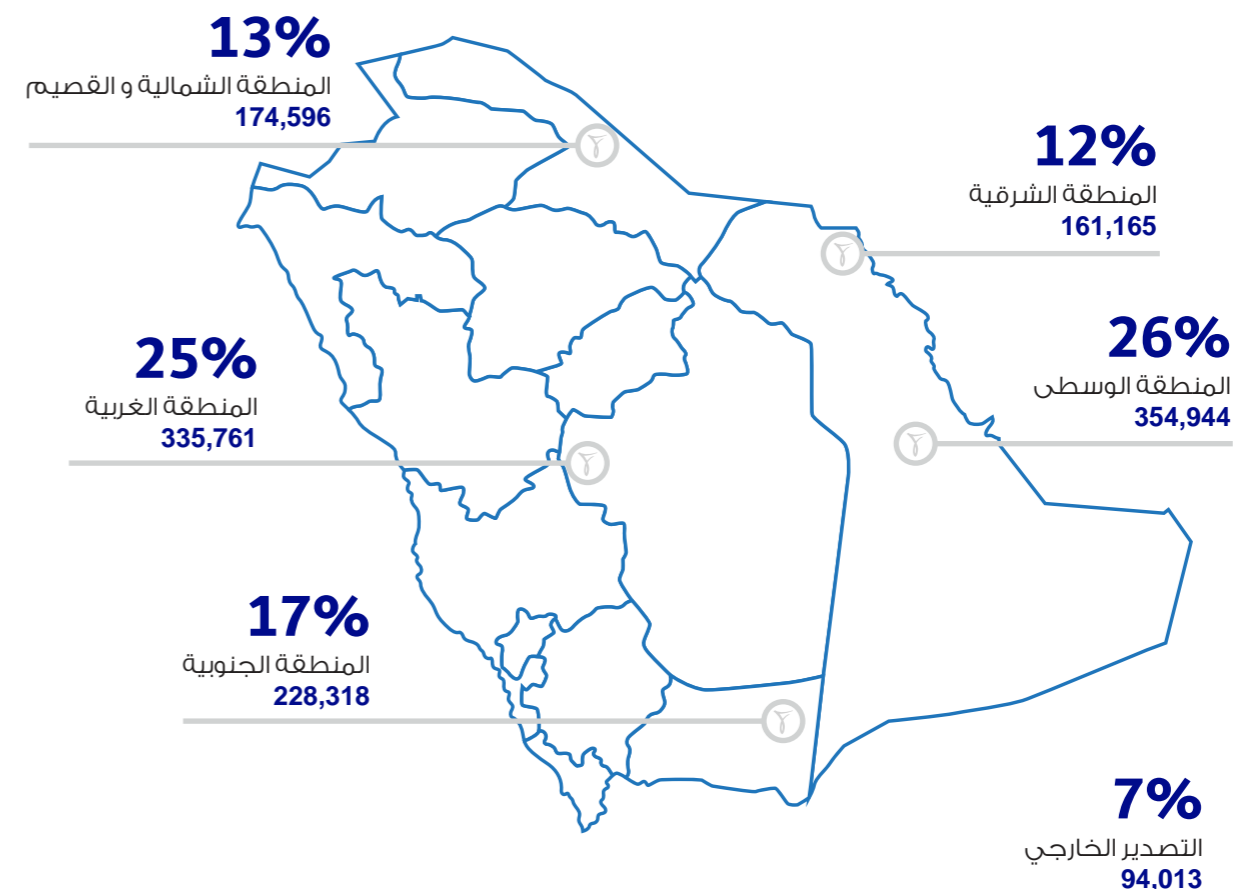 13%
المنطقة الشمالية و القصيم
174,596
12%
المنطقة الشرقية
161,165
26%
المنطقة الوسطى
354,944
25%
المنطقة الغربية
335,761
17%
المنطقة الجنوبية
228,318
7%
التصدير الخارجي
94,013